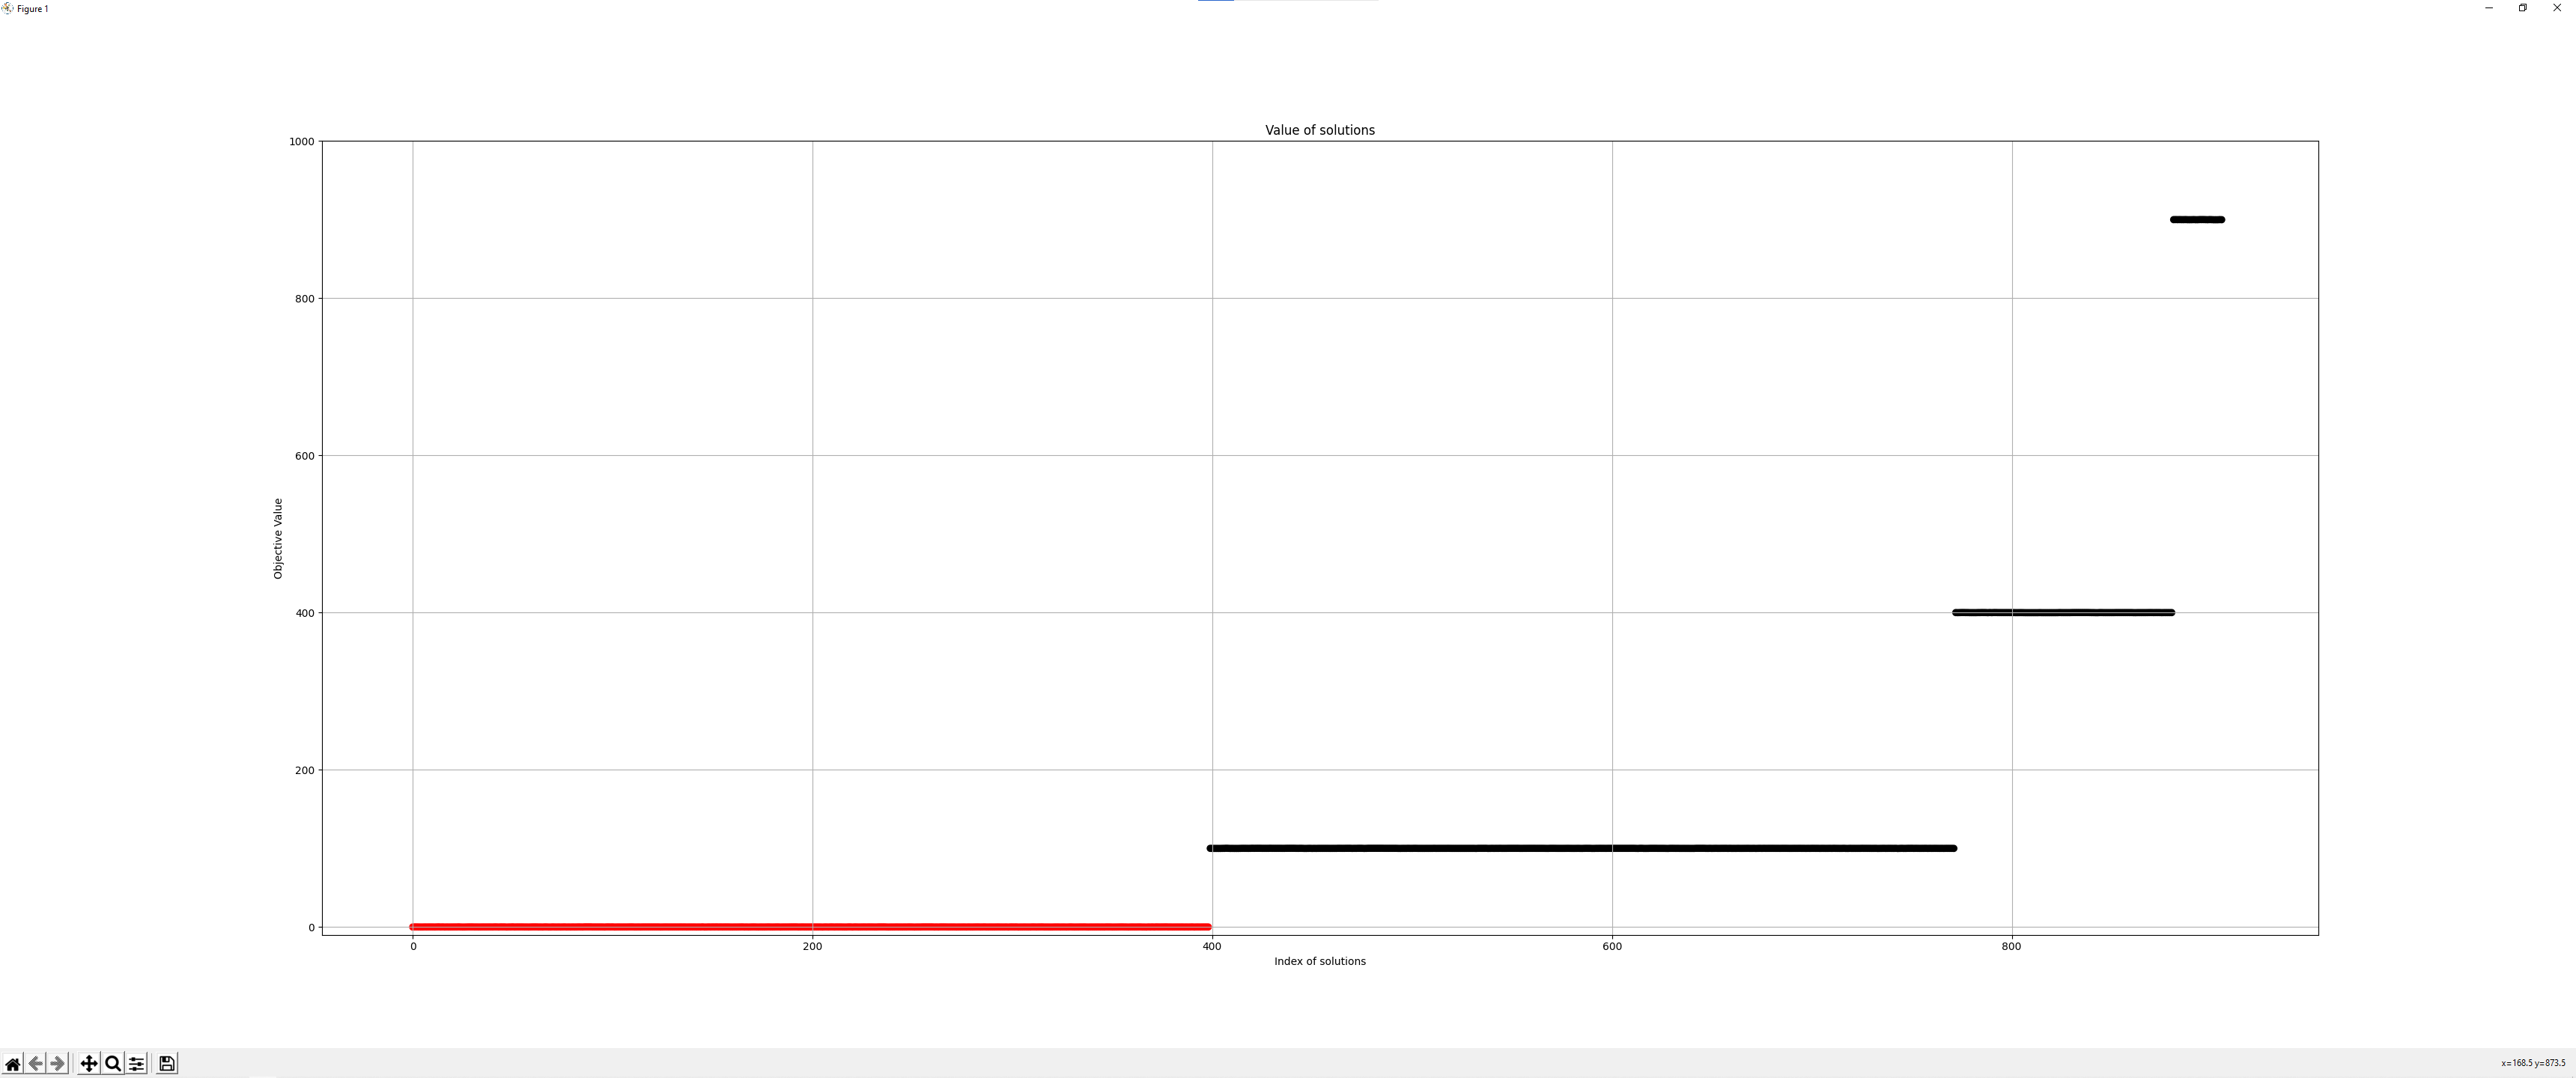 Figure 1
Value of solutions
1000
800
600
400
200
0
Objective Value
0 200 400 600 800
Index of solutions
x=168.5 y=873.5